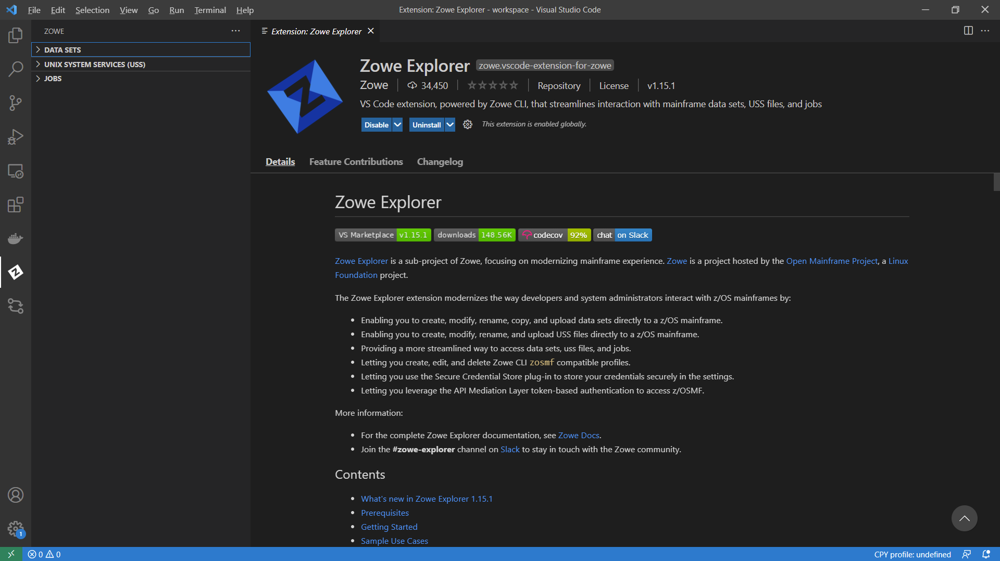 File Edit Selection View Go Run Terminal Help
Extension: Zowe Explorer - workspace - Visual Studio Code
ZOWE
DATA SETS
UNIX SYSTEM SERVICES (USS)
JOBS
Extension: Zowe Explorer
Zowe Explorer zowe.vscode-extension-for-zowe
Zowe 34,450 Repository License v1.15.1
VS Code extension, powered by Zowe CLI, that streamlines interaction with mainframe data sets, USS files, and jobs
Disable Uninstall This extension is enabled globally.
Details Feature Contributions Changelog
Zowe Explorer
VS Marketplace v1.15.1 downloads 148.56K codecov 92% chat on Slack
Zowe Explorer is a sub-project of Zowe, focusing on modernizing mainframe experience. Zowe is a project hosted by the Open Mainframe Project, a Linux
Foundation project.
The Zowe Explorer extension modernizes the way developers and system administrators interact with z/OS mainframes by:
• Enabling you to create, modify, rename, copy, and upload data sets directly to a z/OS mainframe.
• Enabling you to create, modify, rename, and upload USS files directly to a z/OS mainframe.
• Providing a more streamlined way to access data sets, uss files, and jobs.
• Letting you create, edit, and delete Zowe CLI zosmf compatible profiles.
• Letting you use the Secure Credential Store plug-in to store your credentials securely in the settings.
• Letting you leverage the API Mediation Layer token-based authentication to access z/OSMF.
More information:
• For the complete Zowe Explorer documentation, see Zowe Docs.
• Join the #zowe-explorer channel on Slack to stay in touch with the Zowe community.
Contents
• What's new in Zowe Explorer 1.15.1
• Prerequisites
• Getting Started
• Sample Use Cases
1
0 0
CPY profile: undefined